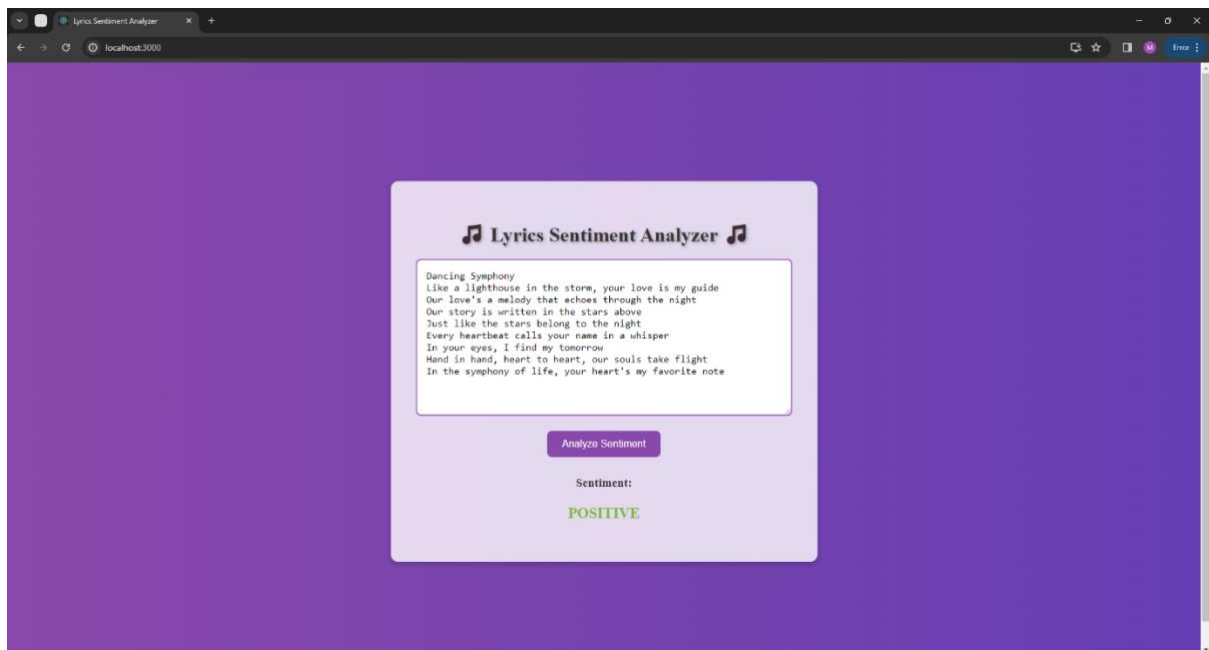 Lyrics Sentiment Analyzer
localhost:3000
M
Error
🎵 Lyrics Sentiment Analyzer 🎵
Dancing Symphony
Like a lighthouse in the storm, your love is my guide
Our love's a melody that echoes through the night
Our story is written in the stars above
Just like the stars belong to the night
Every heartbeat calls your name in a whisper
In your eyes, I find my tomorrow
Hand in hand, heart to heart, our souls take flight
In the symphony of life, your heart's my favorite note
Analyze Sentiment
Sentiment:
POSITIVE